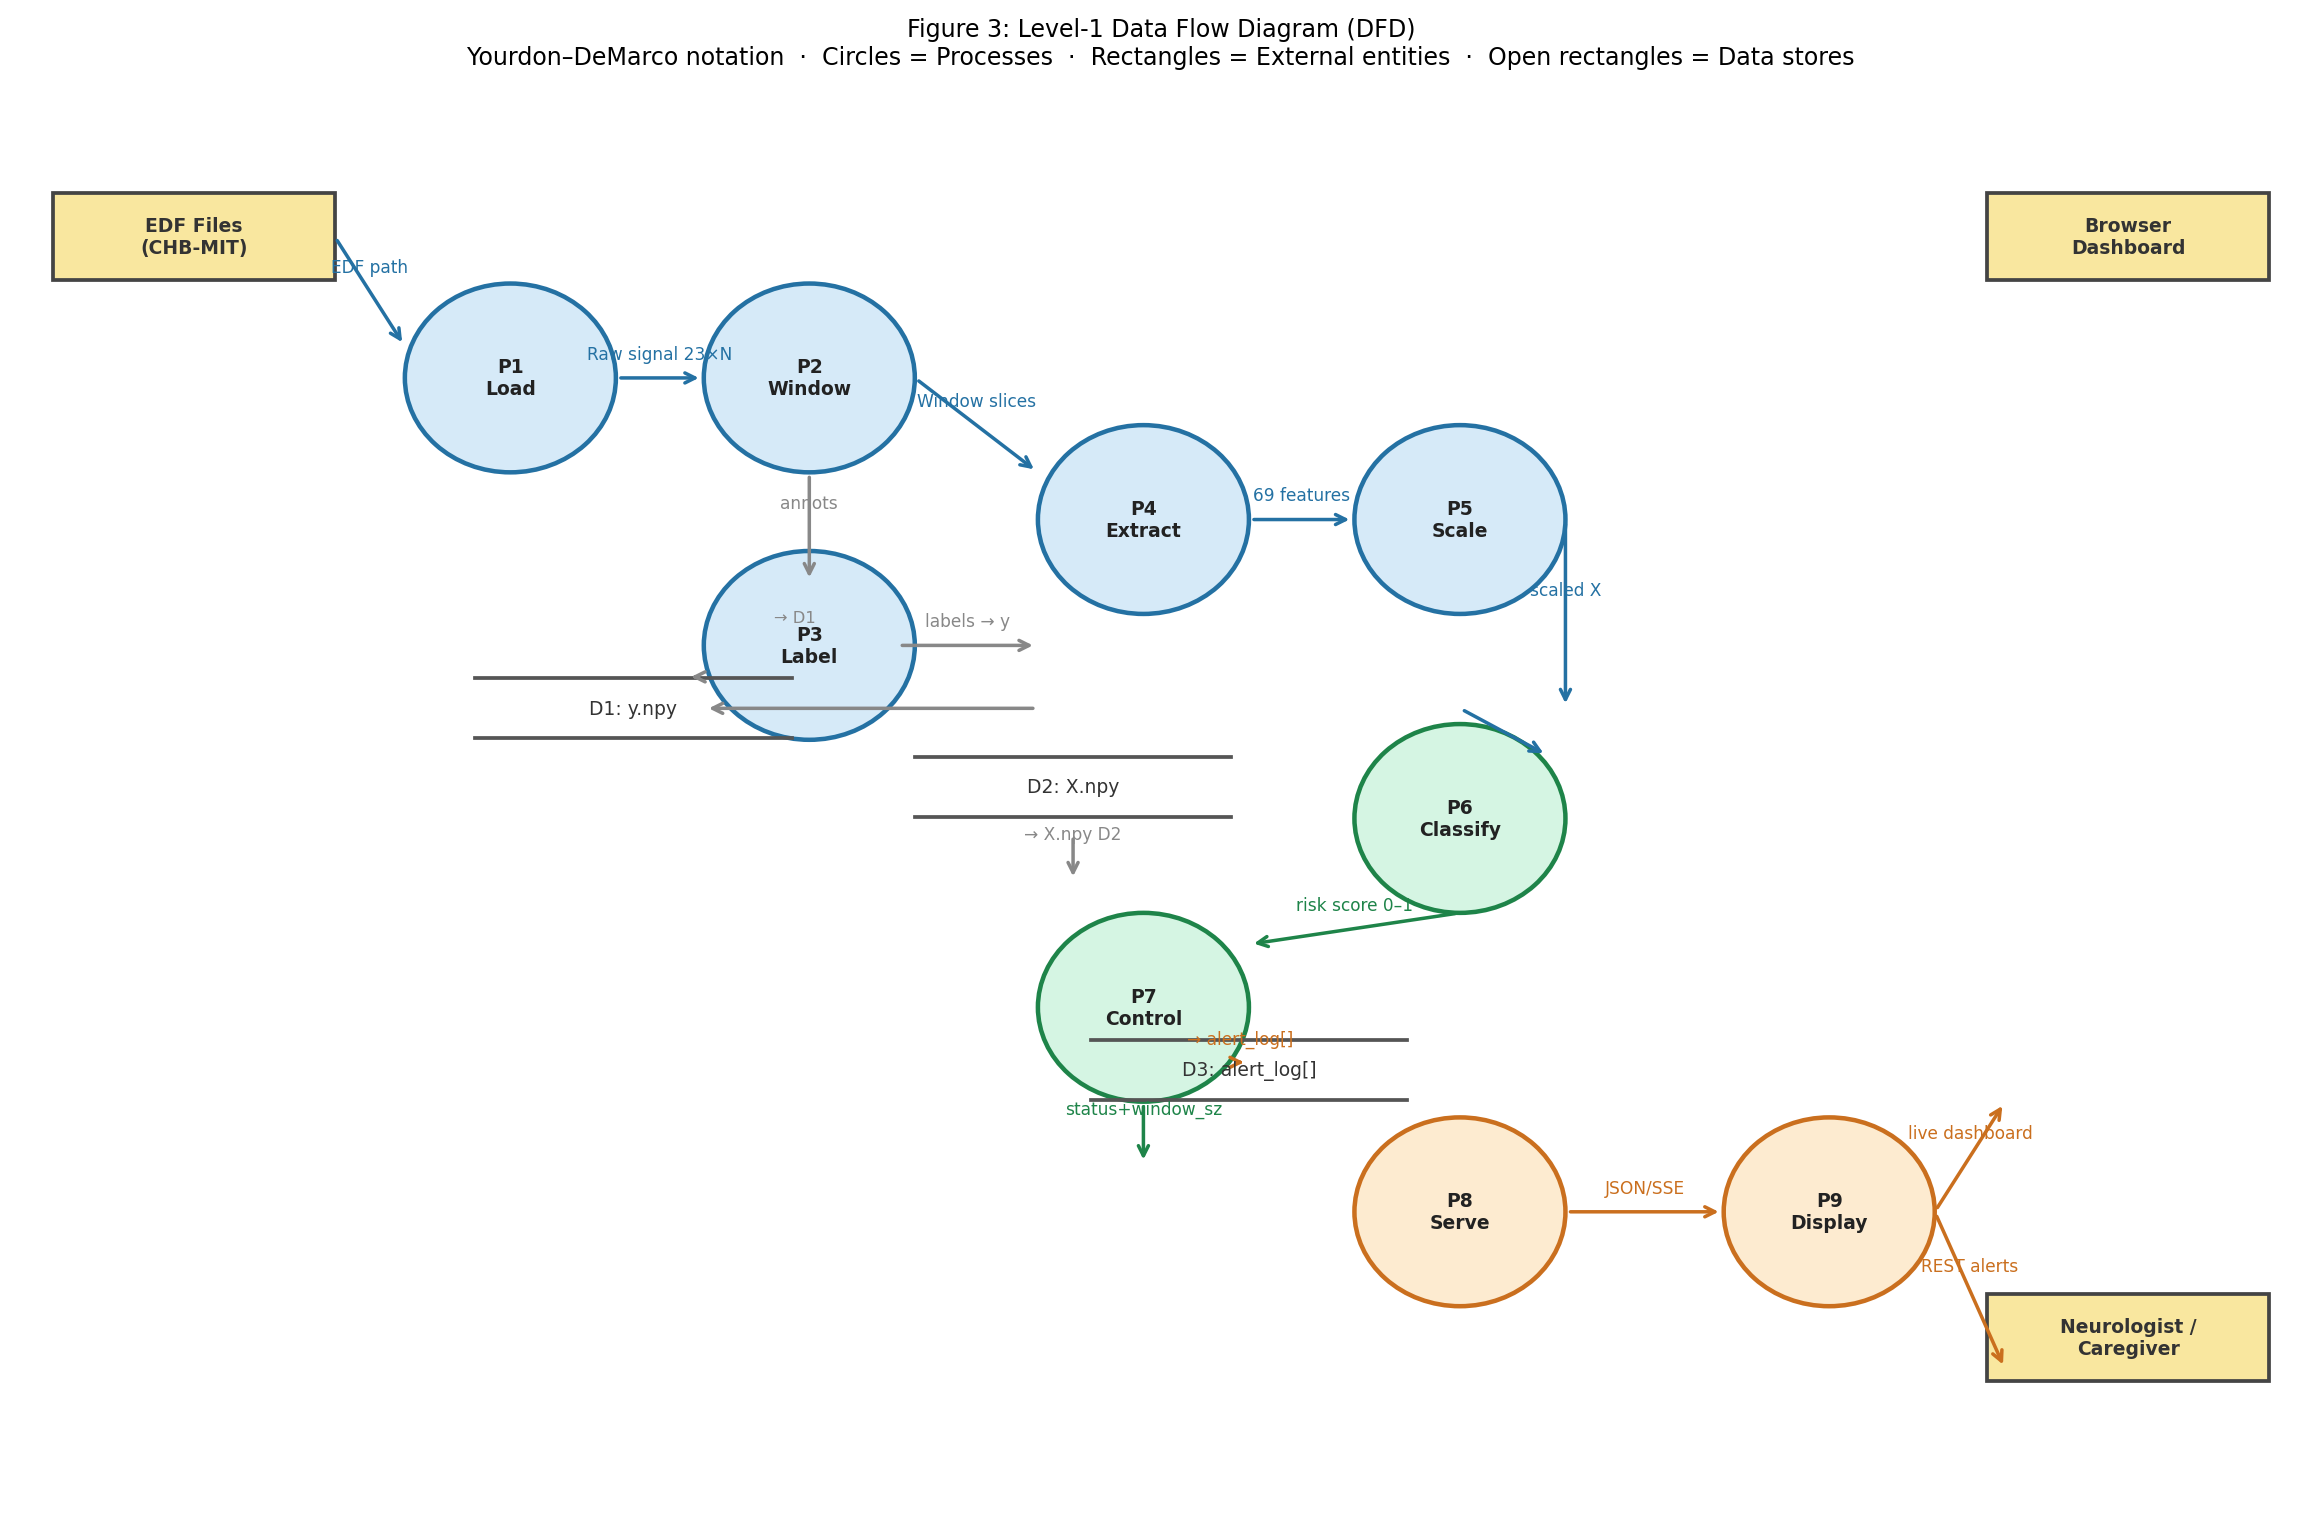 Figure 3: Level-1 Data Flow Diagram (DFD)
Yourdon–DeMarco notation · Circles = Processes · Rectangles = External entities · Open rectangles = Data stores
EDF Files
(CHB-MIT)
Browser
Dashboard
EDF path
P1
Load
Raw signal 23×N
P2
Window
Window slices
annots
P4
Extract
69 features
P5
Scale
scaled X
→ D1
P3
Label
labels → y
D1: y.npy
D2: X.npy
→ X.npy D2
P6
Classify
risk score 0–1
P7
Control
→ alert_log[]
D3: alert_log[]
status+window_sz
live dashboard
P8
Serve
JSON/SSE
P9
Display
REST alerts
Neurologist /
Caregiver